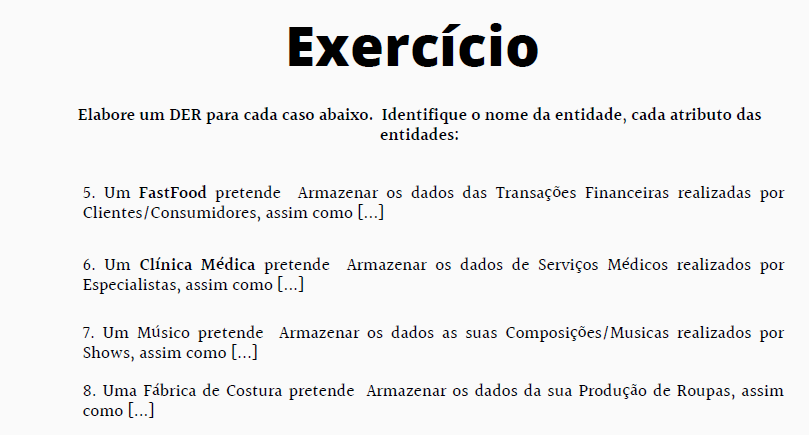 Exercício
Elabore um DER para cada caso abaixo. Identifique o nome da entidade, cada atributo das
entidades:
5. Um FastFood pretende Armazenar os dados das Transações Financeiras realizadas por
Clientes/Consumidores, assim como [...]
6. Um Clínica Médica pretende Armazenar os dados de Serviços Médicos realizados por
Especialistas, assim como [...]
7. Um Músico pretende Armazenar os dados as suas Composições/Musicas realizados por
Shows, assim como [...]
8. Uma Fábrica de Costura pretende Armazenar os dados da sua Produção de Roupas, assim
como [...]